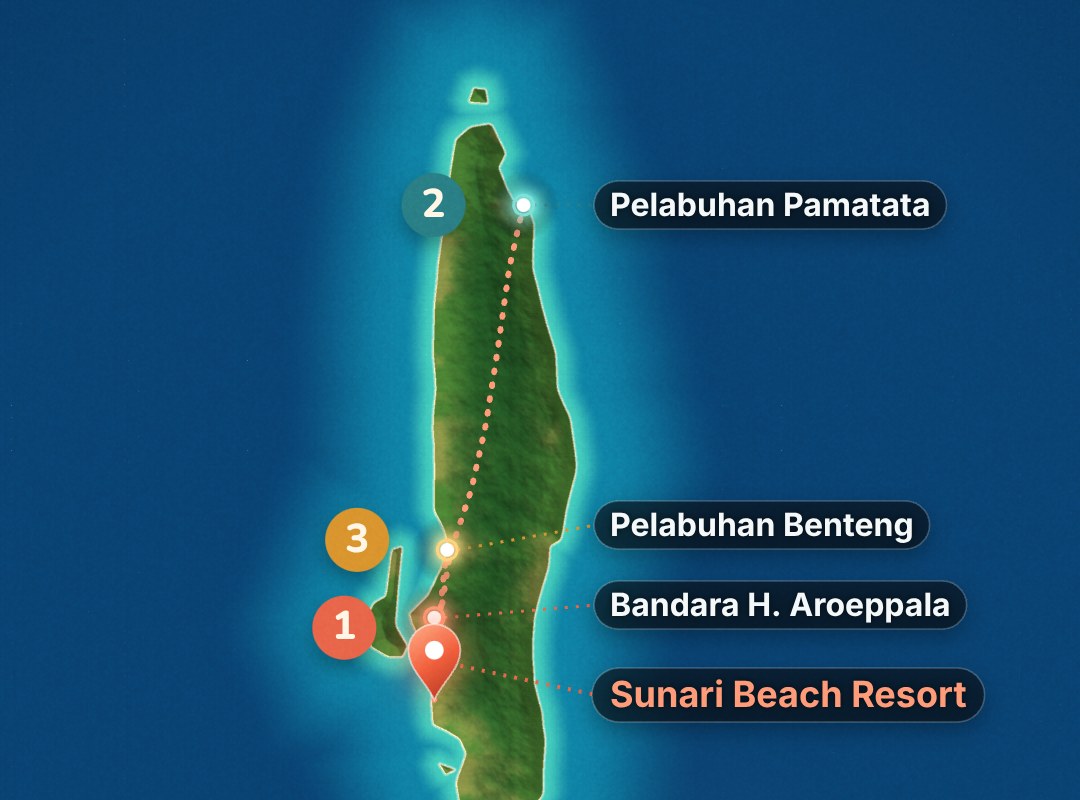 2
Pelabuhan Pamatata
3
Pelabuhan Benteng
1
Bandara H. Aroeppala
Sunari Beach Resort